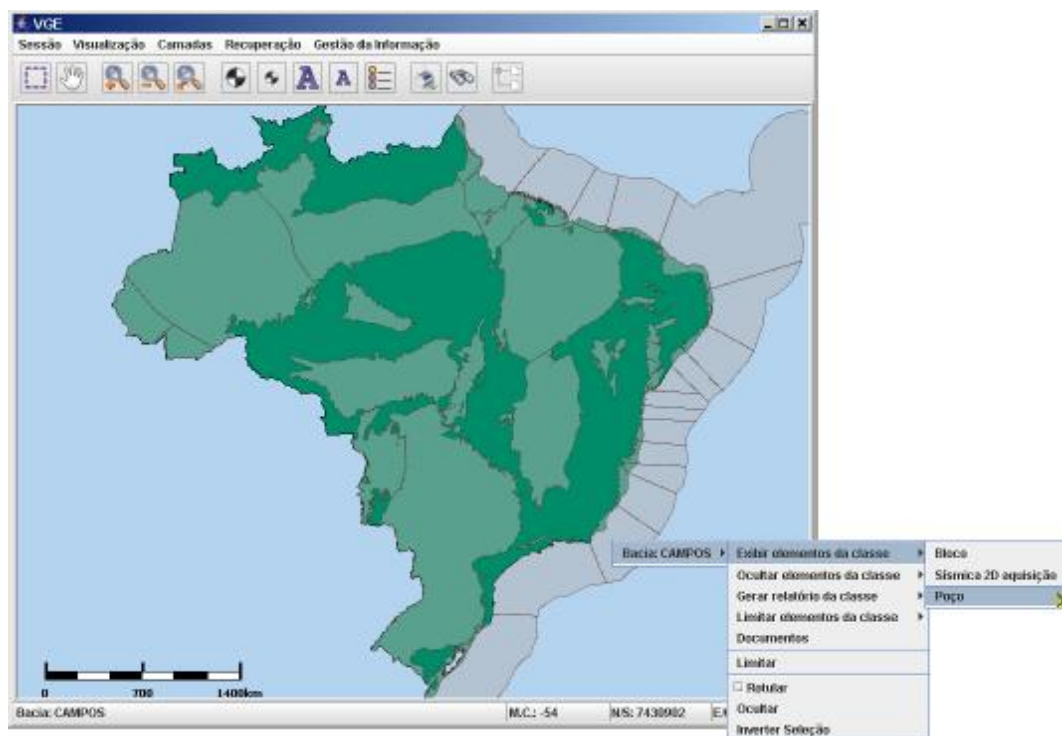 VGE
Sessão Visualização Camadas Recuperação Gestão da Informação
A A
Bacia: CAMPOS Exibir elementos da classe Bloco
Ocultar elementos da classe Sísmica 2D aquisição
Gerar relatório da classe Poço
Limitar elementos da classe
Documentos
Limitar
Rotular
Ocultar
Inverter Seleção
0 700 1400km
Bacia: CAMPOS M.C.: -54 N/S: 7430902